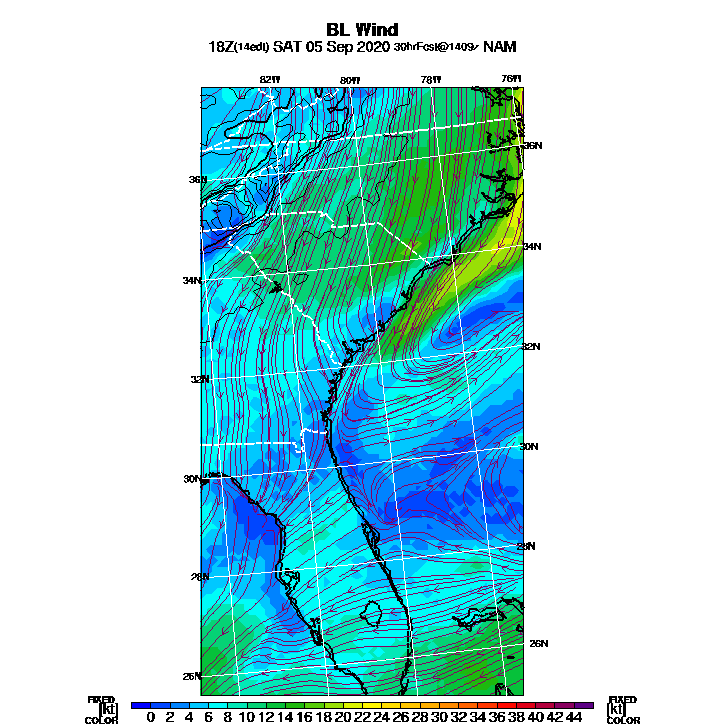 BL Wind
18Z(14edt) SAT 05 Sep 2020 30hrFcst@1409z NAM
82W 80W 78W 76W
36N
36N
34N
34N
32N
32N
30N
30N
28N
28N
26N
26N
FIXED FIXED
[kt] 0 2 4 6 8 10 12 14 16 18 20 22 24 26 28 30 32 34 36 38 40 42 44 [kt]
COLOR COLOR